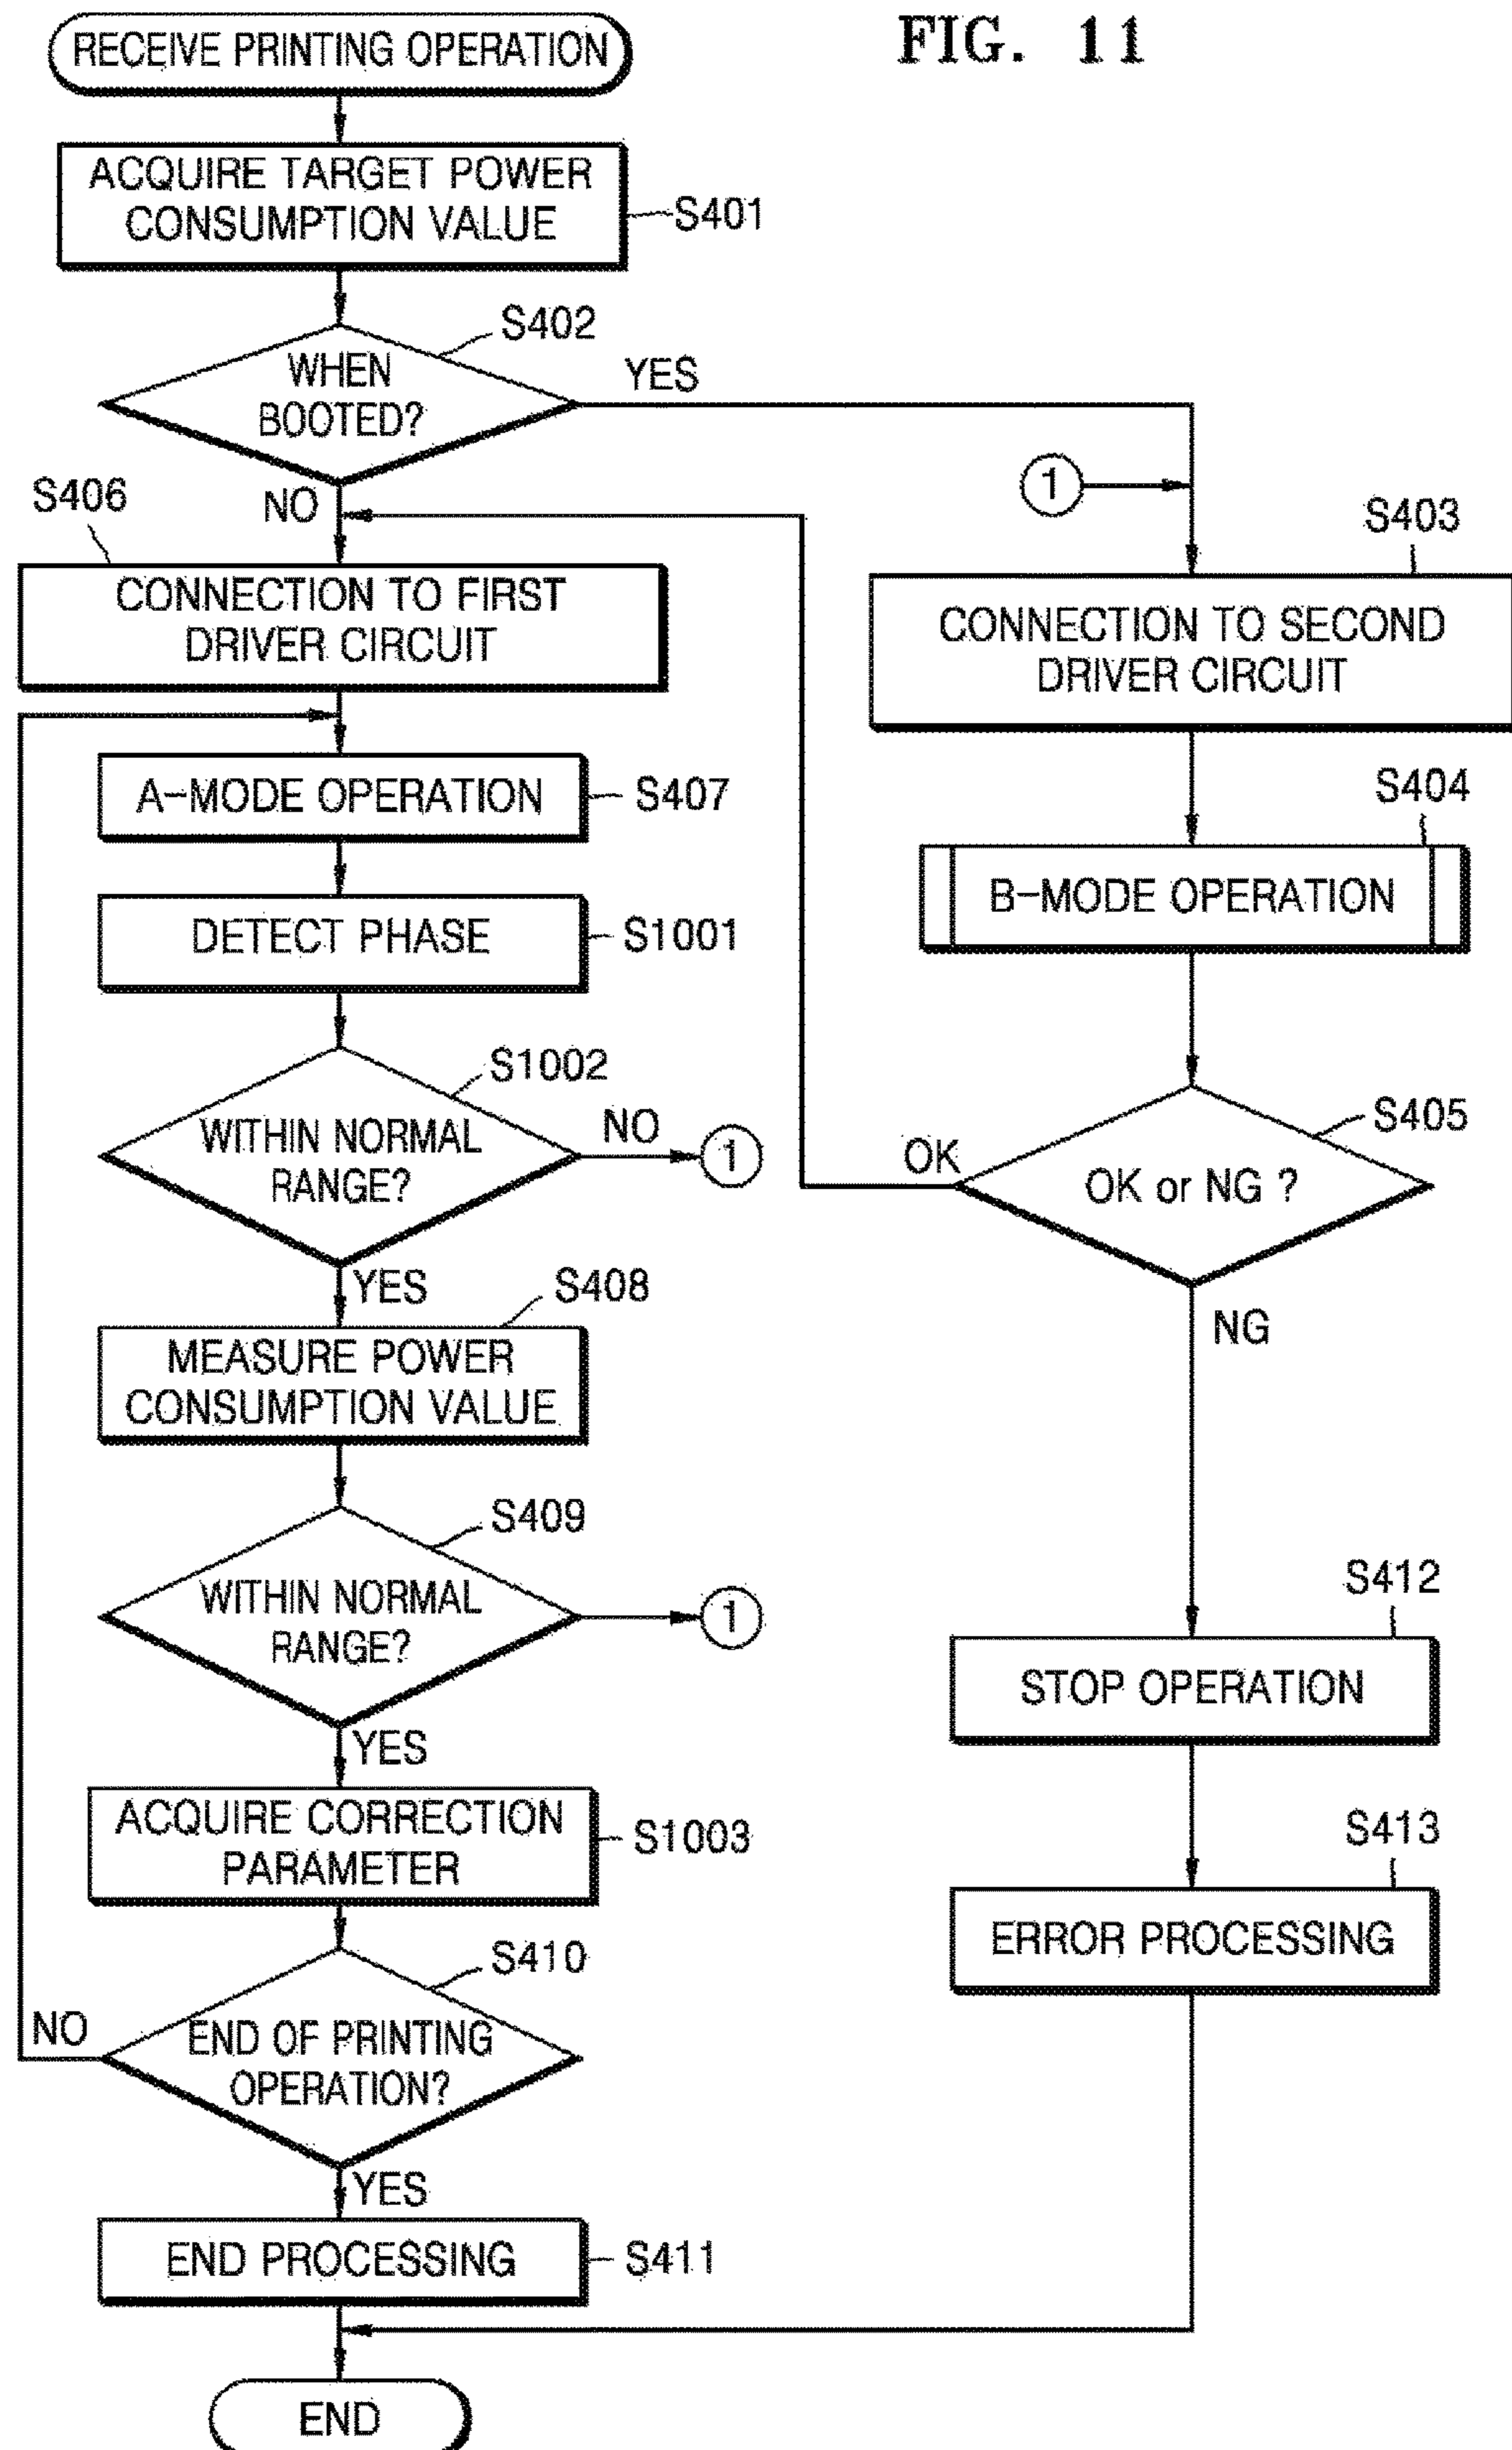 FIG. 11
RECEIVE PRINTING OPERATION
ACQUIRE TARGET POWER
CONSUMPTION VALUE
S401
S402
WHEN
BOOTED?
YES
NO
S406
CONNECTION TO FIRST
DRIVER CIRCUIT
A-MODE OPERATION
S407
DETECT PHASE
S1001
S1002
WITHIN NORMAL
RANGE?
NO
1
YES
S408
MEASURE POWER
CONSUMPTION VALUE
S409
WITHIN NORMAL
RANGE?
1
YES
ACQUIRE CORRECTION
PARAMETER
S1003
S410
END OF PRINTING
OPERATION?
NO
YES
END PROCESSING
S411
END
1
S403
CONNECTION TO SECOND
DRIVER CIRCUIT
S404
B-MODE OPERATION
S405
OK or NG ?
OK
NG
S412
STOP OPERATION
S413
ERROR PROCESSING